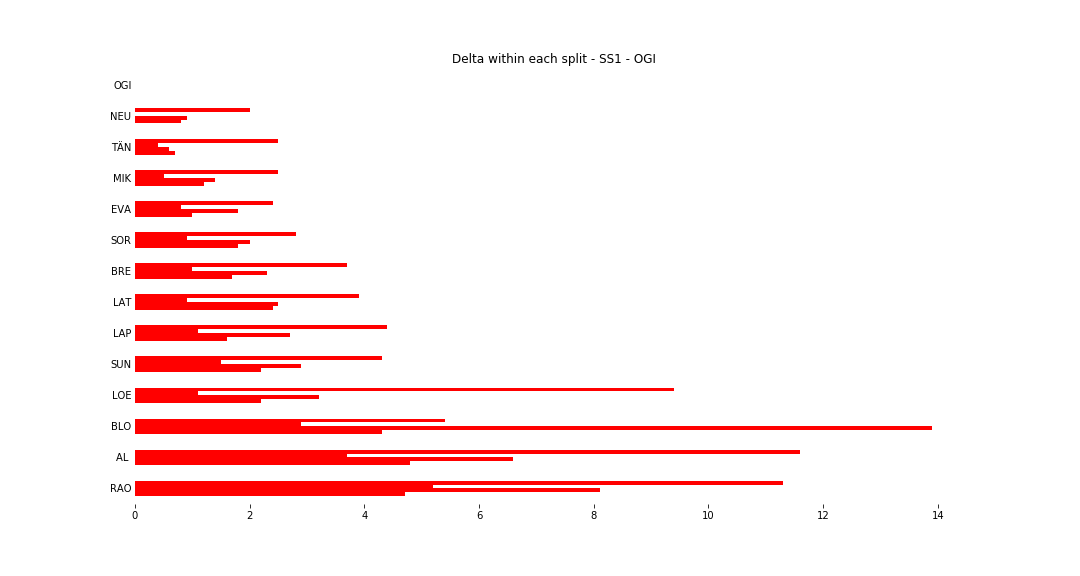 Delta within each split - SS1 - OGI
OGI
NEU
TÄN
MIK
EVA
SOR
BRE
LAT
LAP
SUN
LOE
BLO
AL
RAO
0 2 4 6 8 10 12 14